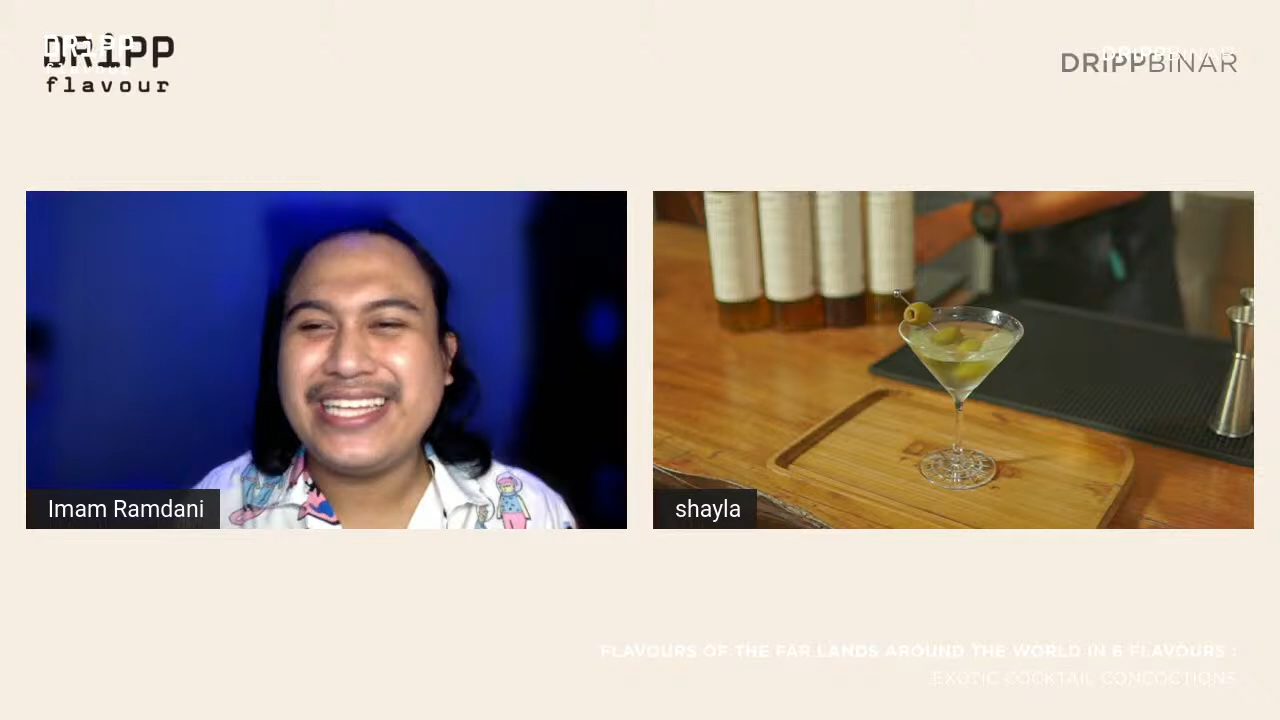 DRiPP
flavour
DRiPPBiNAR
Imam Ramdani
shayla
FLAVOURS OF THE FAR LANDS AROUND THE WORLD IN 6 FLAVOURS :
EXOTIC COCKTAIL CONCOCTIONS